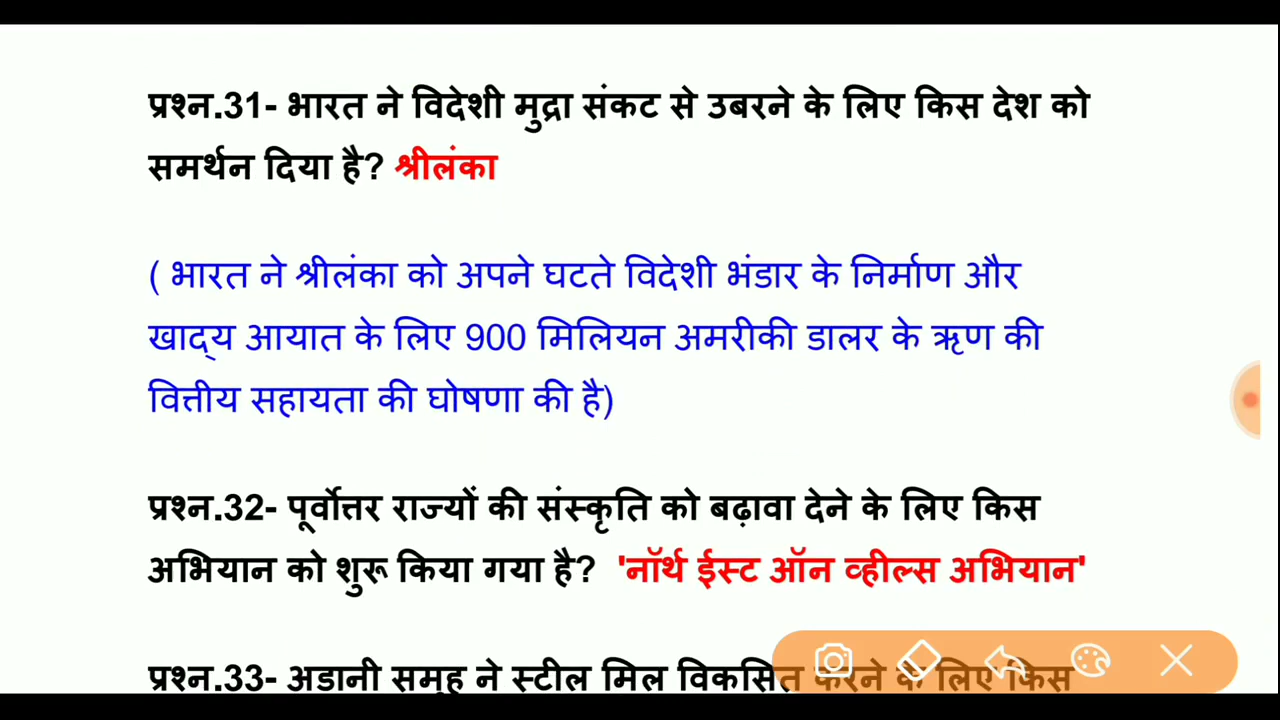 प्रश्न.31- भारत ने विदेशी मुद्रा संकट से उबरने के लिए किस देश को
समर्थन दिया है? श्रीलंका
( भारत ने श्रीलंका को अपने घटते विदेशी भंडार के निर्माण और
खाद्य आयात के लिए 900 मिलियन अमरीकी डालर के ऋण की
वित्तीय सहायता की घोषणा की है)
प्रश्न.32- पूर्वोत्तर राज्यों की संस्कृति को बढ़ावा देने के लिए किस
अभियान को शुरू किया गया है? 'नॉर्थ ईस्ट ऑन व्हील्स अभियान'
प्रश्न.33- अडानी समूह ने स्टील मिल विकसित करने के लिए किस